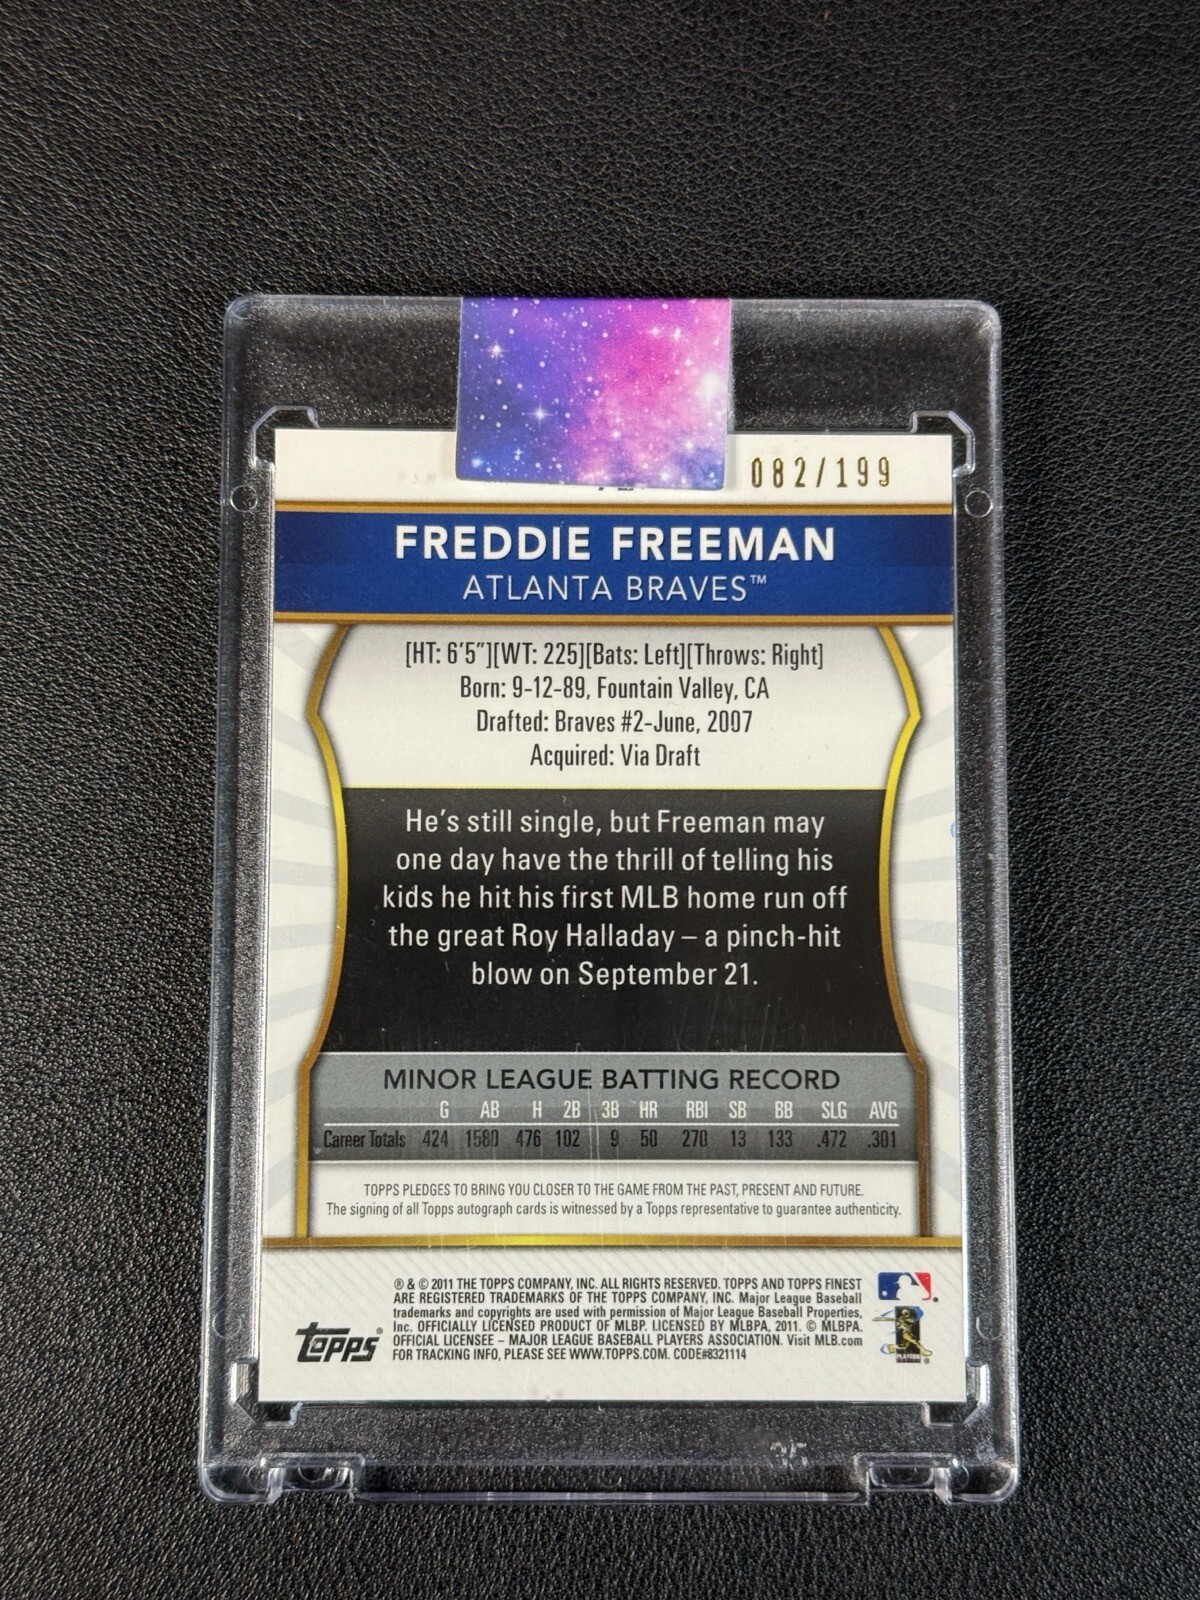 082/199
FREDDIE FREEMAN
ATLANTA BRAVES™
[HT: 6'5"][WT: 225][Bats: Left][Throws: Right]
Born: 9-12-89, Fountain Valley, CA
Drafted: Braves #2-June, 2007
Acquired: Via Draft
He's still single, but Freeman may
one day have the thrill of telling his
kids he hit his first MLB home run off
the great Roy Halladay – a pinch-hit
blow on September 21.
MINOR LEAGUE BATTING RECORD
G AB H 2B 3B HR RBI SB BB SLG AVG
Career Totals 424 1580 476 102 9 50 270 13 133 .472 .301
TOPPS PLEDGES TO BRING YOU CLOSER TO THE GAME FROM THE PAST, PRESENT AND FUTURE.
The signing of all Topps autograph cards is witnessed by a Topps representative to guarantee authenticity.
® & © 2011 THE TOPPS COMPANY, INC. ALL RIGHTS RESERVED. TOPPS AND TOPPS FINEST
ARE REGISTERED TRADEMARKS OF THE TOPPS COMPANY, INC. Major League Baseball
trademarks and copyrights are used with permission of Major League Baseball Properties,
Inc. OFFICIALLY LICENSED PRODUCT OF MLBP. LICENSED BY MLBPA, 2011. © MLBPA.
OFFICIAL LICENSEE – MAJOR LEAGUE BASEBALL PLAYERS ASSOCIATION. Visit MLB.com
FOR TRACKING INFO, PLEASE SEE WWW.TOPPS.COM. CODE#8321114
Topps®
PLAYERS